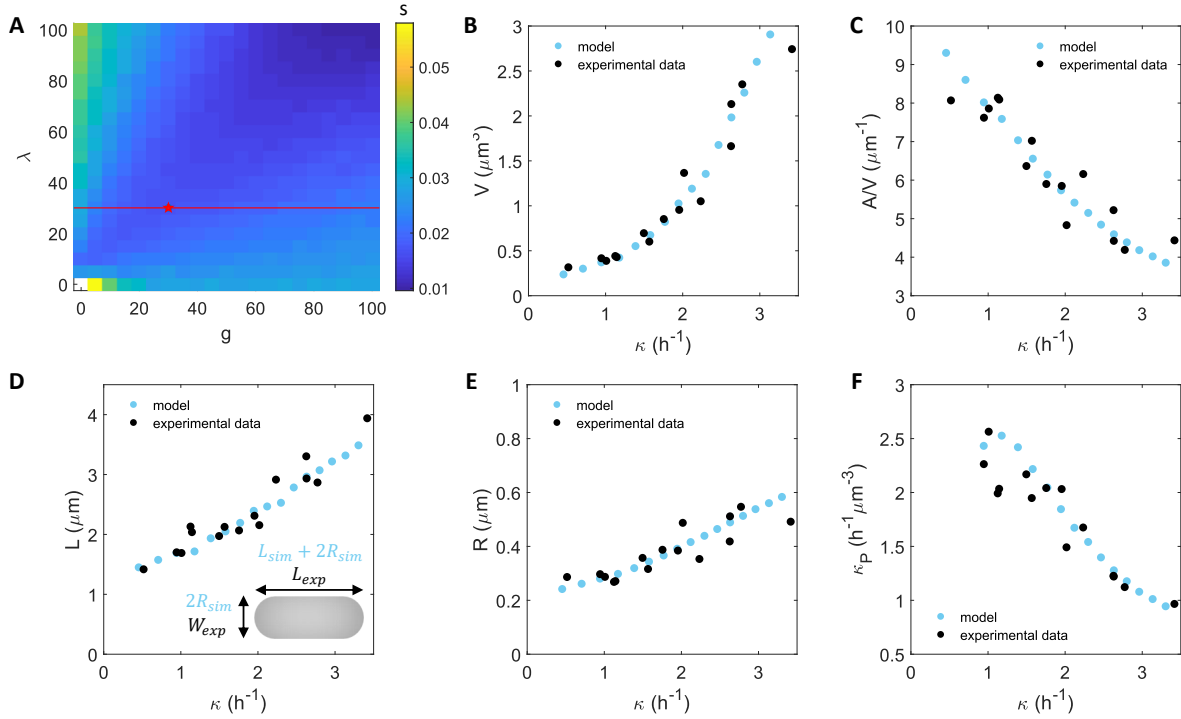 A
S
100
80
60
40
20
0
λ
0
20
40
60
80
100
g
0.05
0.04
0.03
0.02
0.01
B
model
experimental data
3
2.5
2
1.5
1
0.5
0
V (μm³)
1
2
3
κ (h⁻¹)
C
model
experimental data
10
9
8
7
6
5
4
3
A/V (μm⁻¹)
0
1
2
3
κ (h⁻¹)
D
model
experimental data
4
3
2
1
0
L (μm)
L_sim + 2R_sim
L_exp
2R_sim
W_exp
0
1
2
3
κ (h⁻¹)
E
model
experimental data
1
0.8
0.6
0.4
0.2
0
R (μm)
0
1
2
3
κ (h⁻¹)
F
3
2.5
2
1.5
1
0.5
κ_P (h⁻¹μm⁻³)
model
experimental data
0
1
2
3
κ (h⁻¹)